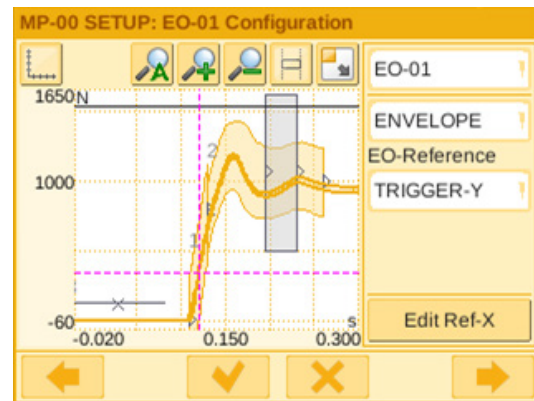 MP-00 SETUP: EO-01 Configuration
A
EO-01
1650 N
ENVELOPE
EO-Reference
2
1000
TRIGGER-Y
1
-60
s
-0.020 0.150 0.300
Edit Ref-X